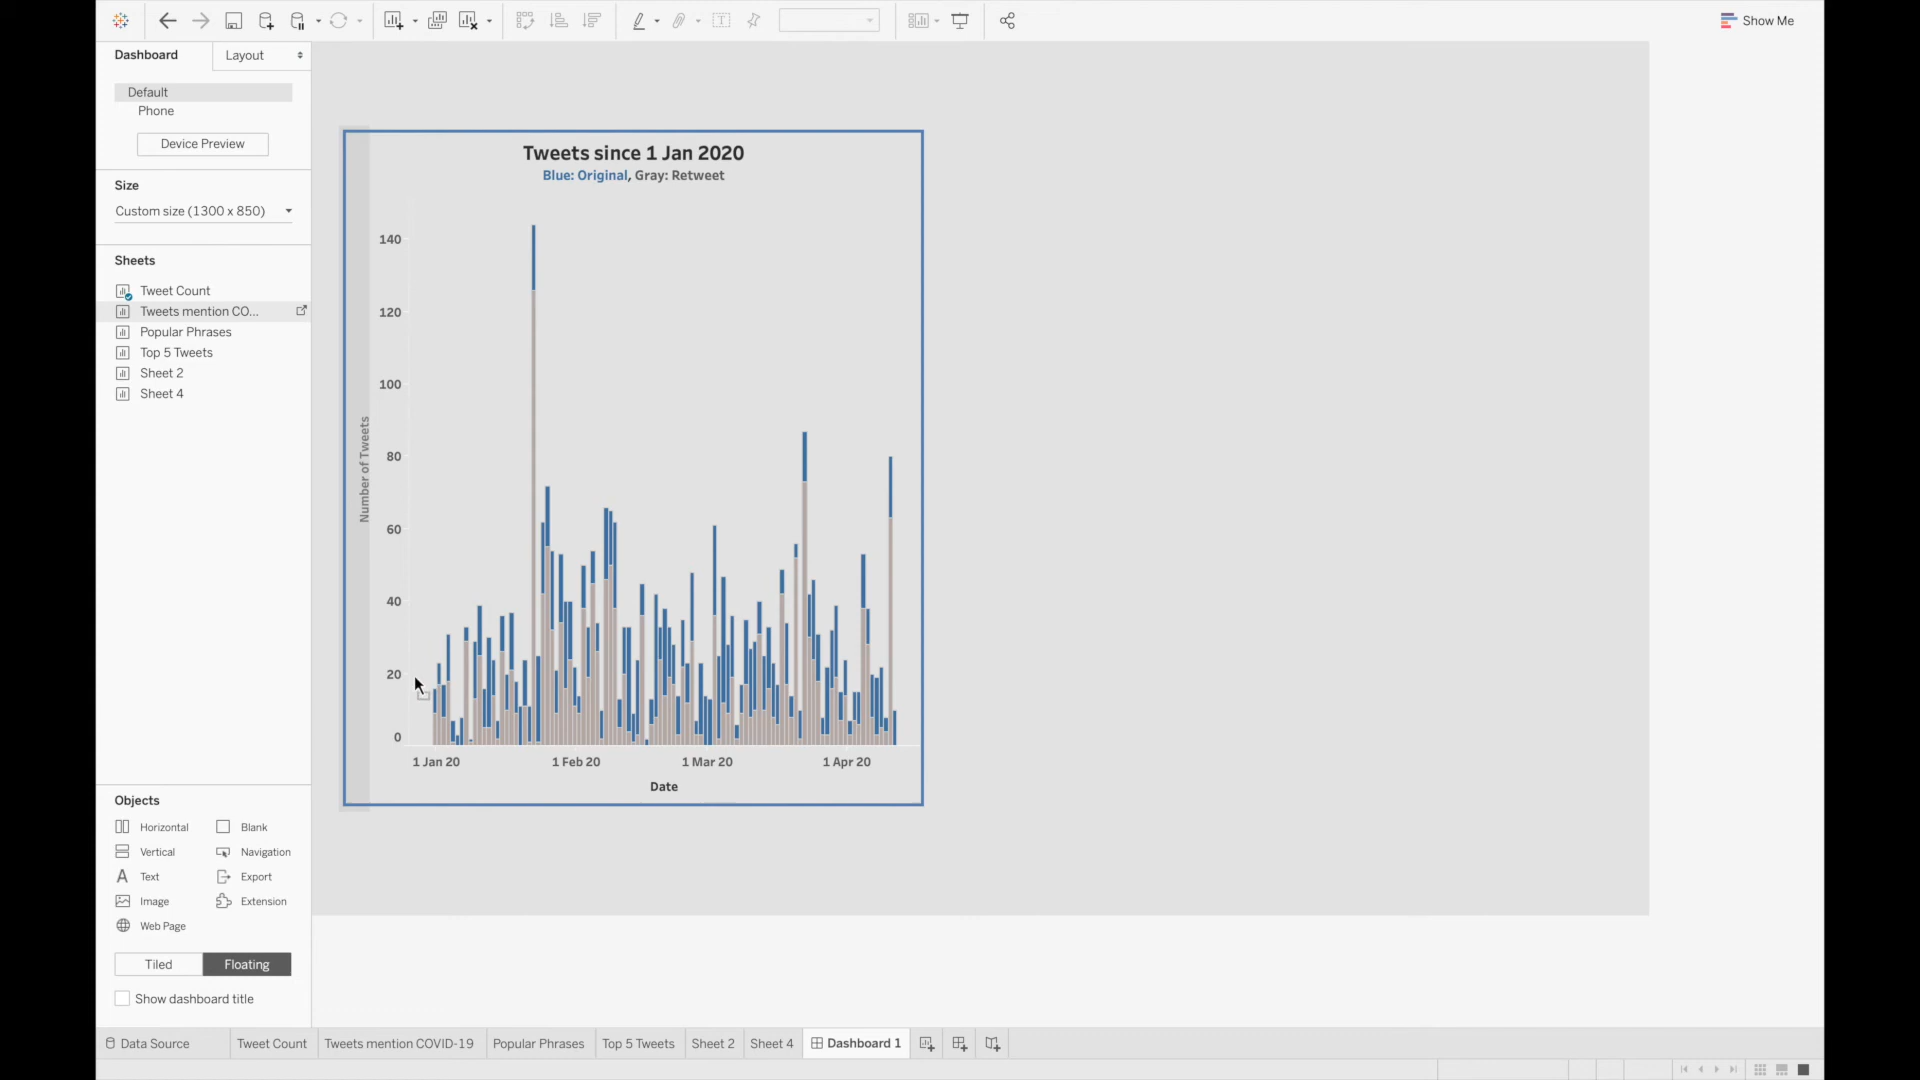 Show Me
Dashboard
Layout
Default
Phone
Device Preview
Size
Custom size (1300 x 850)
Sheets
Tweet Count
Tweets mention CO...
Popular Phrases
Top 5 Tweets
Sheet 2
Sheet 4
Objects
Horizontal
Blank
Vertical
Navigation
A Text
Export
Image
Extension
Web Page
Tiled
Floating
Show dashboard title
Tweets since 1 Jan 2020
Blue: Original, Gray: Retweet
Number of Tweets
140
120
100
80
60
40
20
0
1 Jan 20 1 Feb 20 1 Mar 20 1 Apr 20
Date
Data Source Tweet Count Tweets mention COVID-19 Popular Phrases Top 5 Tweets Sheet 2 Sheet 4 Dashboard 1